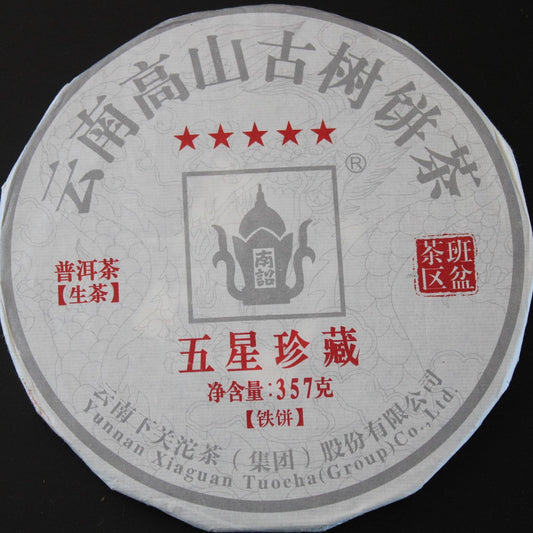 云南高山古树饼茶
★★★★★
®
南詔
普洱茶
【生茶】
班盆
茶区
五星珍藏
净含量:357克
【铁饼】
云南下关沱茶（集团）股份有限公司
Yunnan Xiaguan Tuocha(Group)Co.,Ltd.